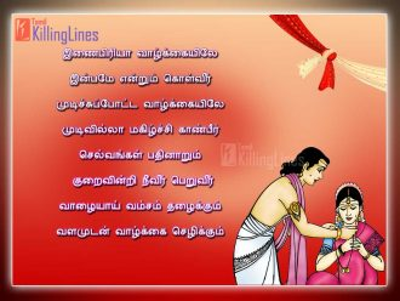 Tamil
KillingLines
இணைபிரியா வாழ்க்கையிலே
இன்பமே என்றும் கொள்வீர்
முடிச்சுப்போட்ட வாழ்க்கையிலே
முடிவில்லா மகிழ்ச்சி காண்பீர்
செல்வங்கள் பதினாறும்
குறைவின்றி நீவீர் பெறுவீர்
வாழையாய் வம்சம் தழைக்கும்
வளமுடன் வாழ்க்கை செழிக்கும்